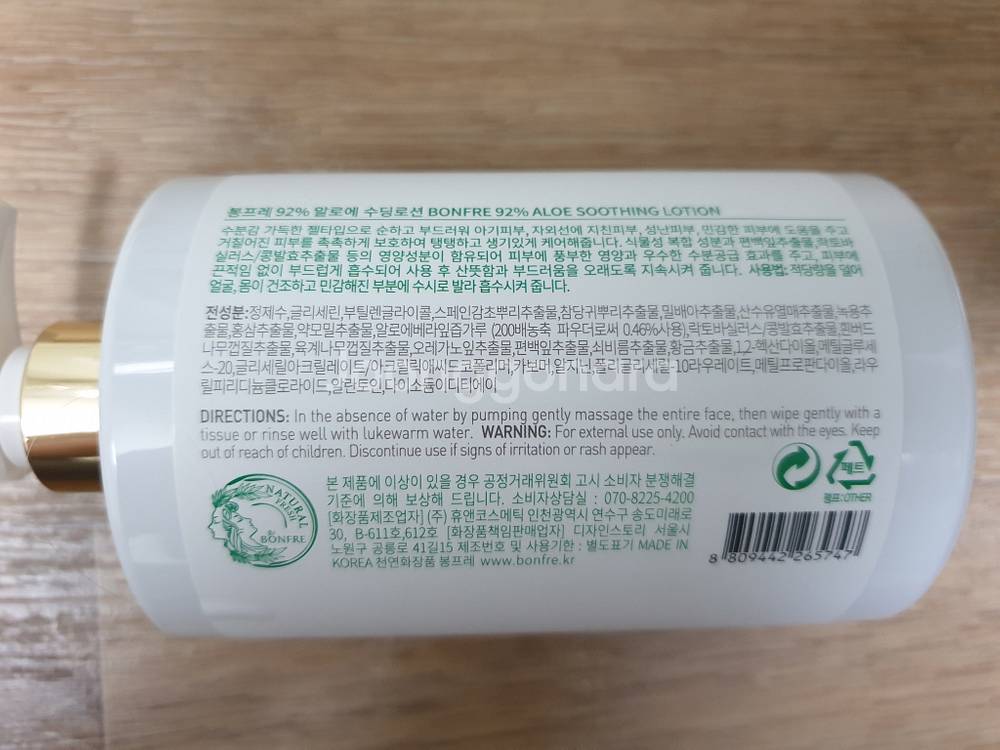 봉프레 92% 알로에 수딩로션 BONFRE 92% ALOE SOOTHING LOTION
수분감 가득한 젤타입으로 순하고 부드러워 아기피부, 자외선에 지친피부, 성난피부, 민감한 피부에 도움을 주고
거칠어진 피부를 촉촉하게 보호하여 탱탱하고 생기있게 케어해줍니다. 식물성 복합 성분과 편백잎추출물,락토바
실러스/콩발효추출물 등의 영양성분이 함유되어 피부에 풍부한 영양과 우수한 수분공급 효과를 주고, 피부에
끈적임 없이 부드럽게 흡수되어 사용 후 산뜻함과 부드러움을 오래도록 지속시켜 줍니다. 사용법: 적당량을 덜어
얼굴, 몸이 건조하고 민감해진 부분에 수시로 발라 흡수시켜 줍니다.
전성분:정제수,글리세린,부틸렌글라이콜,스페인감초뿌리추출물,참당귀뿌리추출물,밀배아추출물,산수유열매추출물,녹용추
출물,홍삼추출물,약모밀추출물,알로에베라잎즙가루 (200배농축 파우더로써 0.46%사용),락토바실러스/콩발효추출물,흰버드
나무껍질추출물,육계나무껍질추출물,오레가노잎추출물,편백잎추출물,쇠비름추출물,황금추출물,1,2-헥산다이올,메틸글루세
스-20,글리세릴아크릴레이트/아크릴릭애씨드코폴리머,카보머,알지닌,폴리글리세릴-10라우레이트,메틸프로판다이올,라우
릴피리디늄클로라이드,알란토인,다이소듐이디티에이
DIRECTIONS: In the absence of water by pumping gently massage the entire face, then wipe gently with a
tissue or rinse well with lukewarm water. WARNING: For external use only. Avoid contact with the eyes. Keep
out of reach of children. Discontinue use if signs of irritation or rash appear.
NATURAL
FRESH
BONFRE
본 제품에 이상이 있을 경우 공정거래위원회 고시 소비자 분쟁해결
기준에 의해 보상해 드립니다. 소비자상담실 : 070-8225-4200
[화장품제조업자] (주) 휴앤코스메틱 인천광역시 연수구 송도미래로
30, B-611호,612호 [화장품책임판매업자] 디자인스토리 서울시
노원구 공릉로 41길15 제조번호 및 사용기한 : 별도표기 MADE IN
KOREA 천연화장품 봉프레 www.bonfre.kr
페트
펌프:OTHER
8 809442 265747